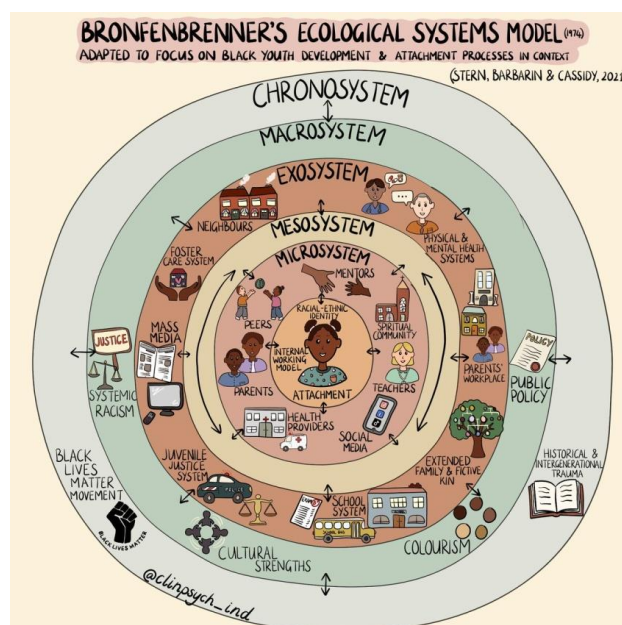 BRONFENBRENNER'S ECOLOGICAL SYSTEMS MODEL (1974)
ADAPTED TO FOCUS ON BLACK YOUTH DEVELOPMENT & ATTACHMENT PROCESSES IN CONTEXT
(STERN, BARBARIN & CASSIDY, 2021
CHRONOSYSTEM
MACROSYSTEM
EXOSYSTEM
NEIGHBOURS
PHYSICAL &
MENTAL HEALTH
SYSTEMS
MESOSYSTEM
FOSTER
CARE SYSTEM
MICROSYSTEM
MENTORS
RACIAL-ETHNIC
IDENTITY
PEERS
SPIRITUAL
COMMUNITY
JUSTICE
MASS
MEDIA
INTERNAL
WORKING
MODEL
POLICY
PARENTS'
WORKPLACE
PUBLIC
POLICY
SYSTEMIC
RACISM
PARENTS
ATTACHMENT
TEACHERS
HEALTH
PROVIDERS
SOCIAL
MEDIA
BLACK
LIVES
MATTER
MOVEMENT
JUVENILE
JUSTICE
SYSTEM
EXTENDED
FAMILY & FICTIVE
KIN
HISTORICAL &
INTERGENERATIONAL
TRAUMA
EXAM
SCHOOL
SYSTEM
SCHOOL BUS
BLACK LIVES MATTER
CULTURAL
STRENGTHS
COLOURISM
@clinpsych_ind